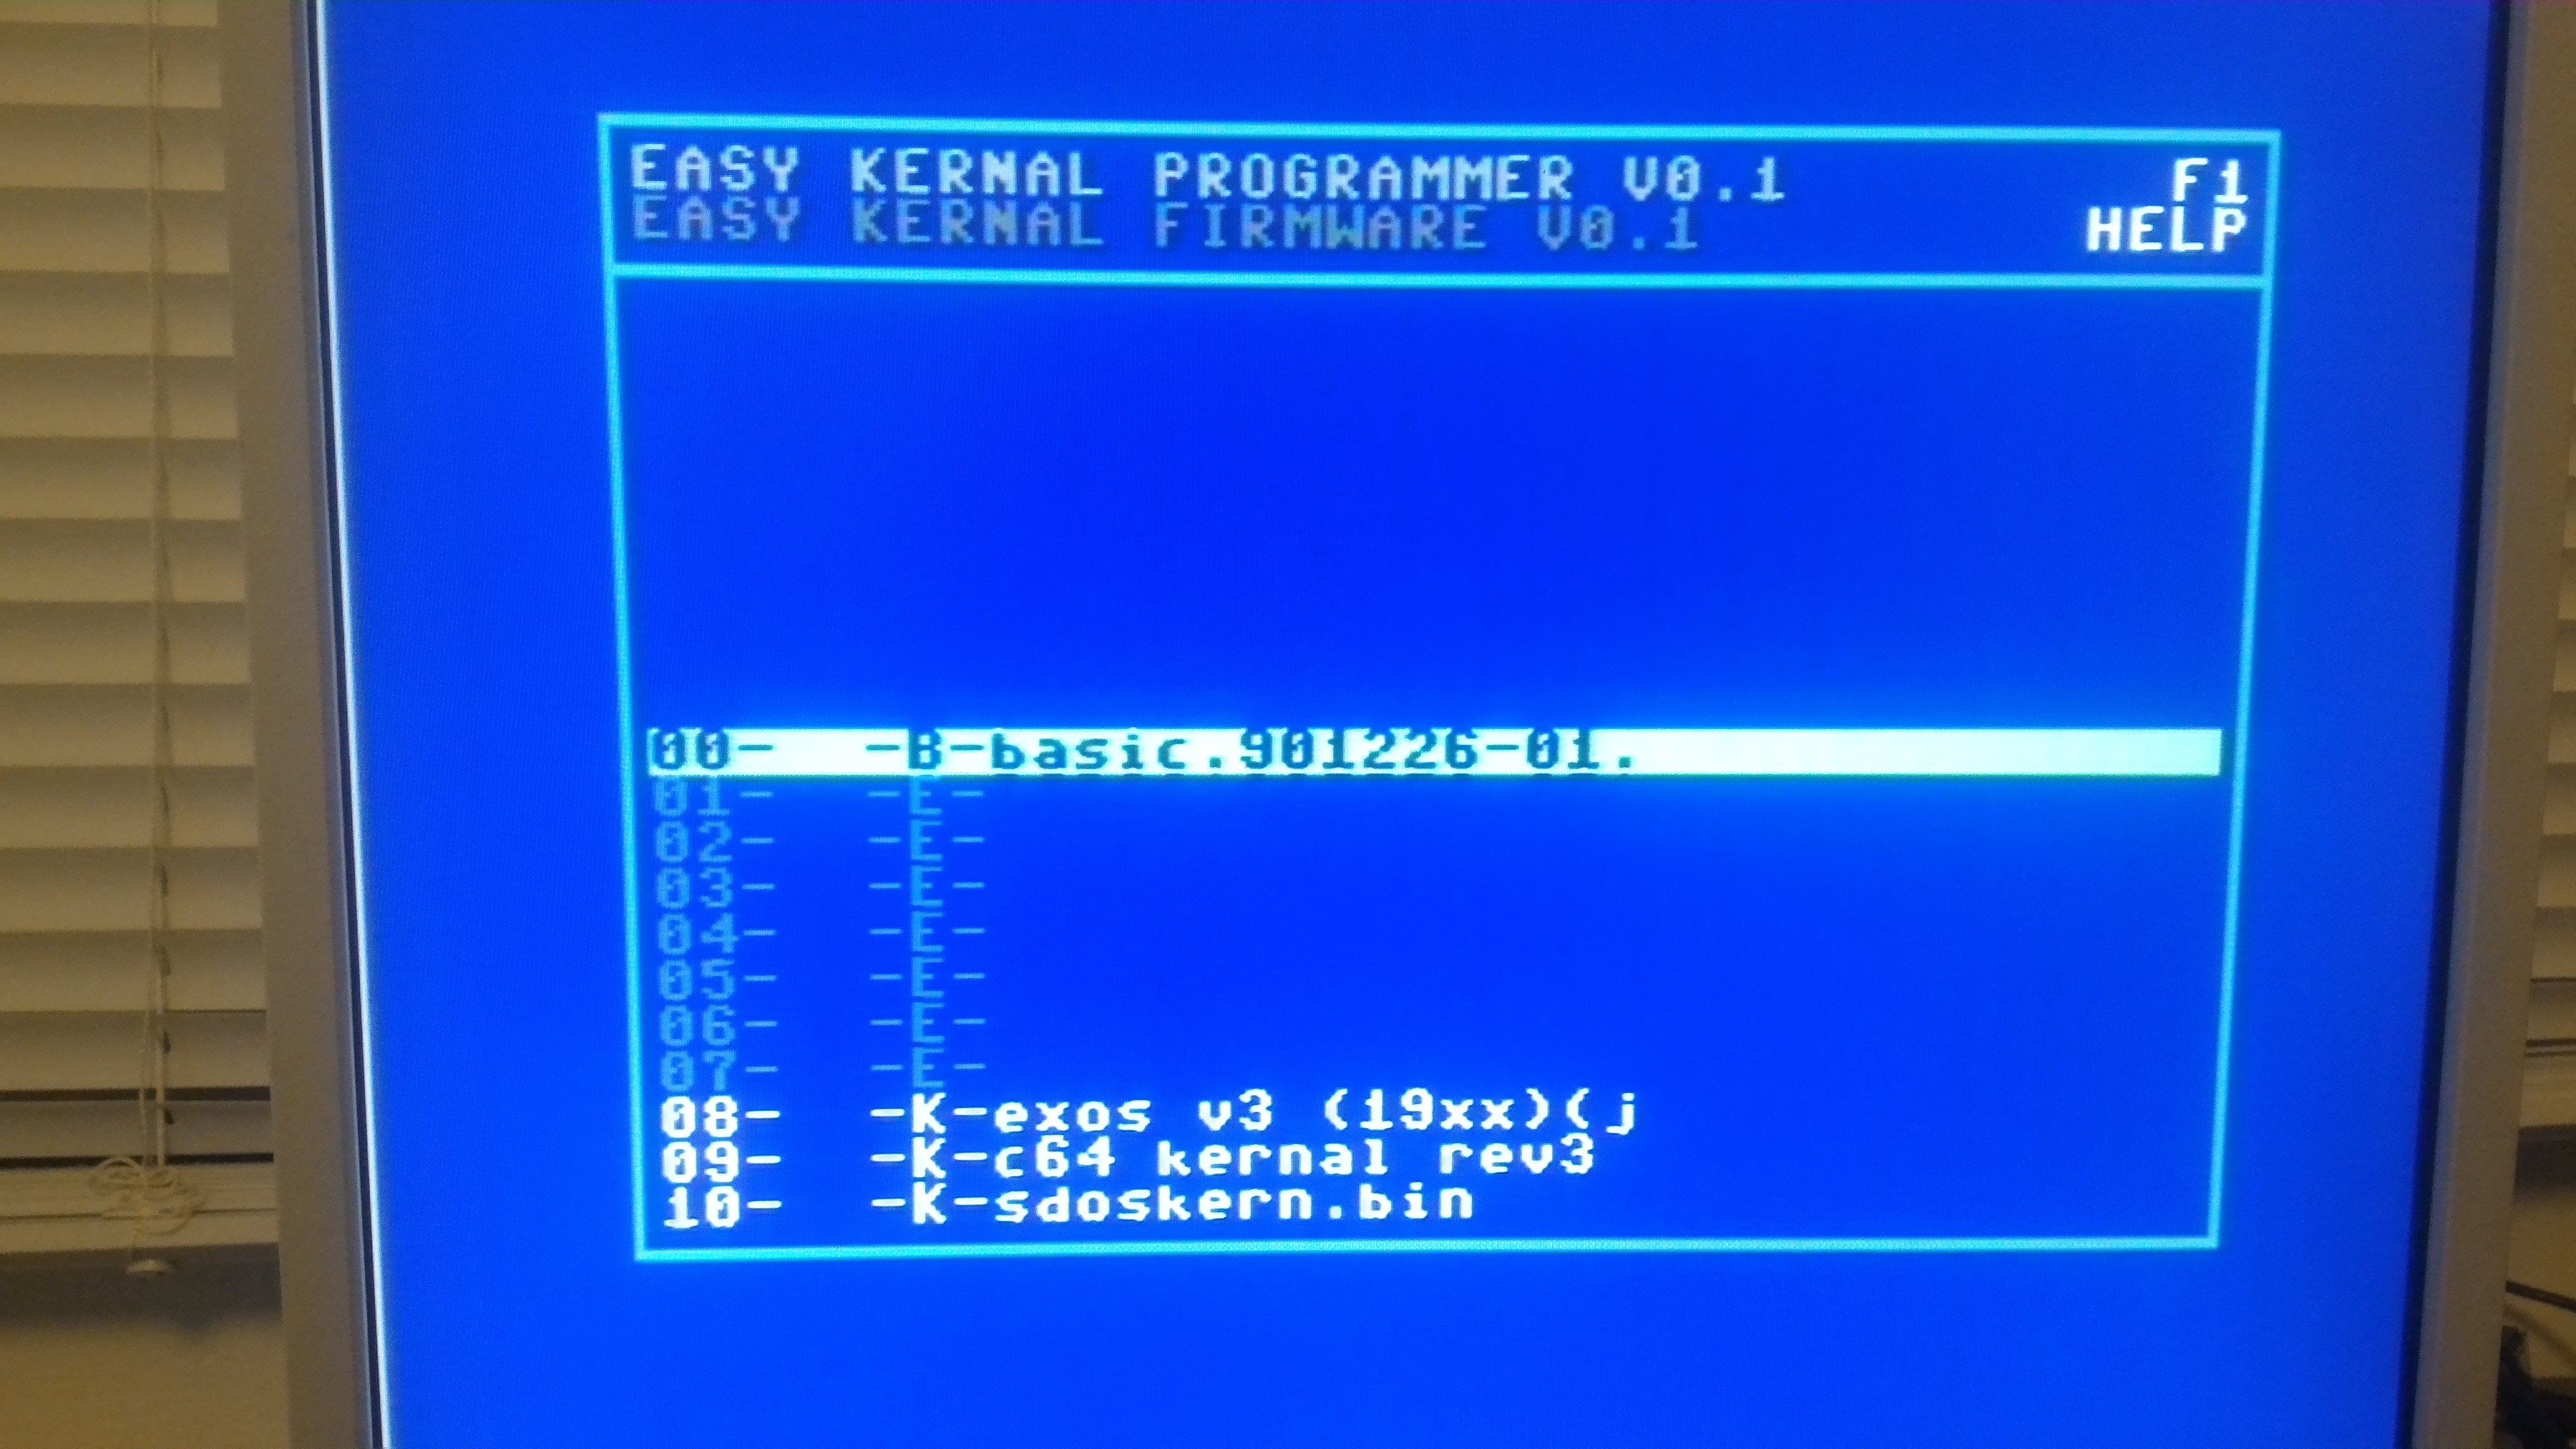 EASY KERNAL PROGRAMMER V0.1 F1
EASY KERNAL FIRMWARE V0.1 HELP
00- -B-basic.901226-01.
01- -E-
02- -E-
03- -E-
04- -E-
05- -E-
06- -E-
07- -E-
08- -K-exos v3 (19xx)(j
09- -K-c64 kernal rev3
10- -K-sdoskern.bin